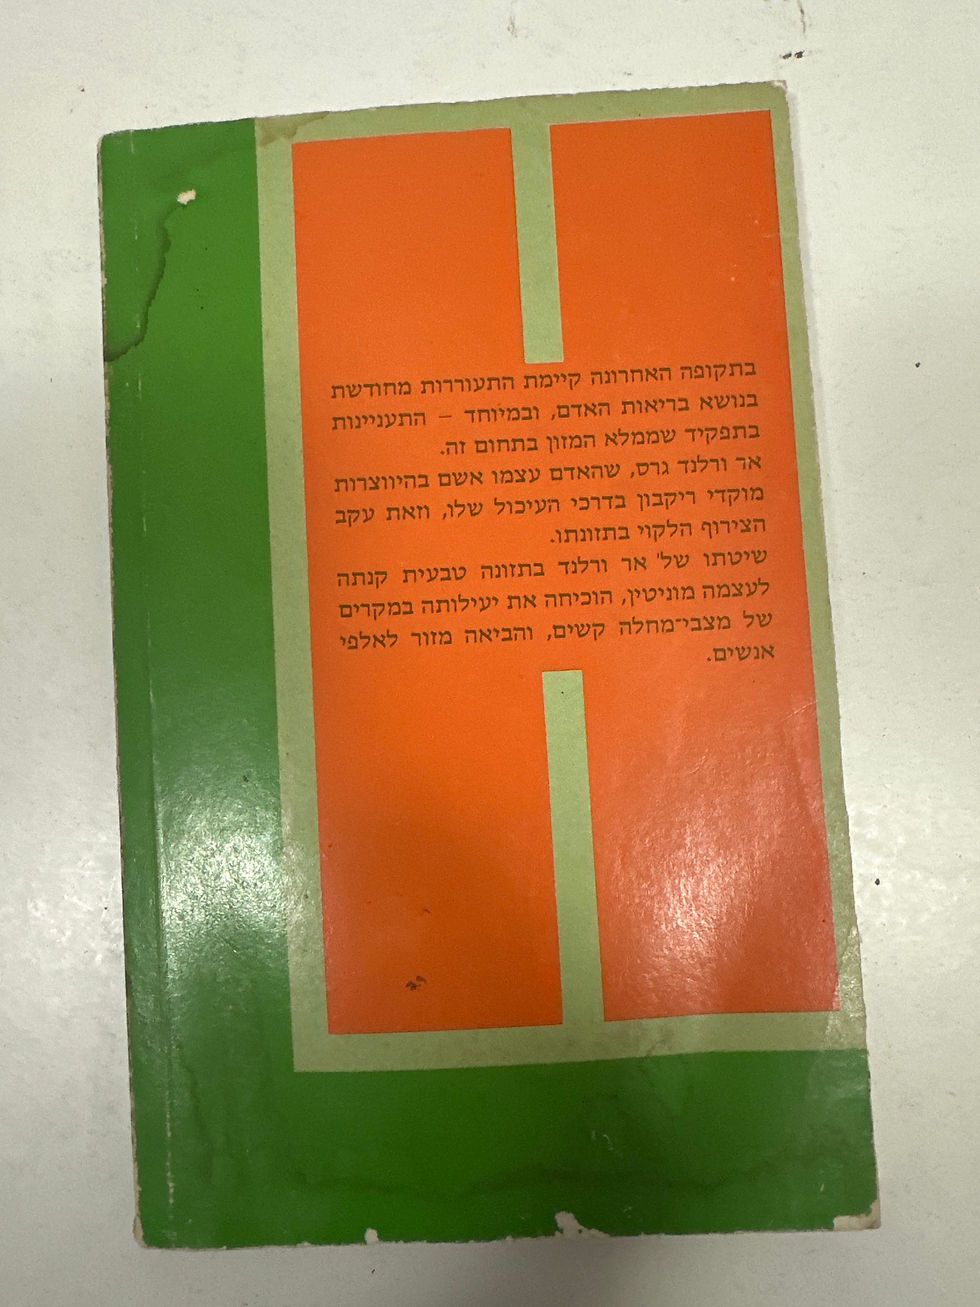 בתקופה האחרונה קיימת התעוררות מחודשת
בנושא בריאות האדם, ובמיוחד – התעניינות
בתפקיד שממלא המזון בתחום זה.
אר ורלנד גרס, שהאדם עצמו אשם בהיווצרות
מוקדי ריקבון בדרכי העיכול שלו, וזאת עקב
הצירוף הלקוי בתזונתו.
שיטתו של אר ורלנד בתזונה טבעית קנתה
לעצמה מוניטין, הוכיחה את יעילותה במקרים
של מצבי־מחלה קשים, והביאה מזור לאלפי
אנשים.